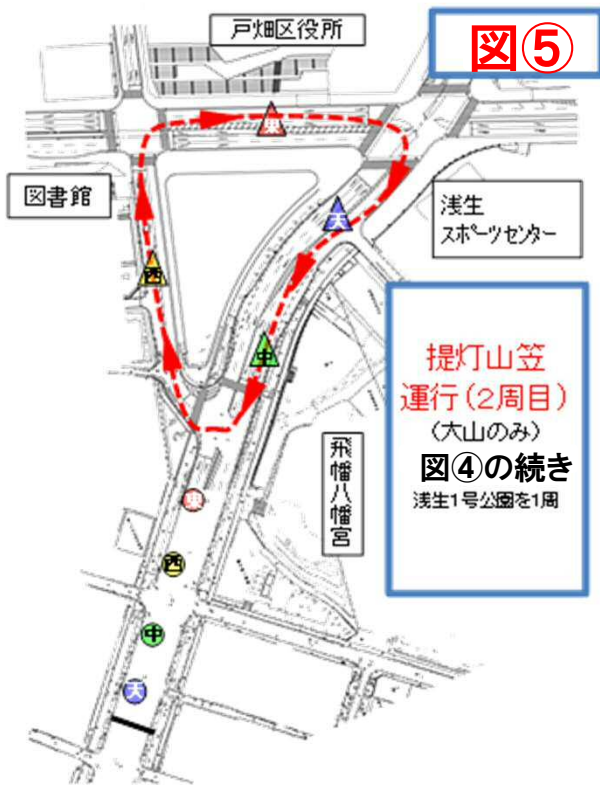 戸畑区役所
図⑤
東
図書館
天
浅生
スポーツセンター
西
中
提灯山笠
運行(2周目)
(大山のみ)
図④の続き
浅生1号公園を1周
飛幡八幡宮
東
西
中
天